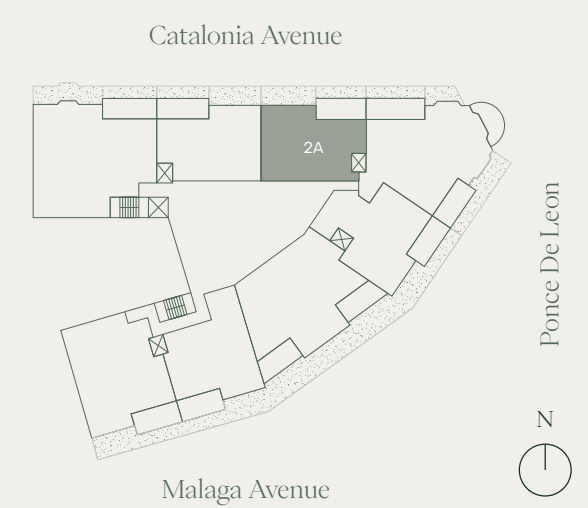 Catalonia Avenue
2A
Ponce De Leon
N
Malaga Avenue